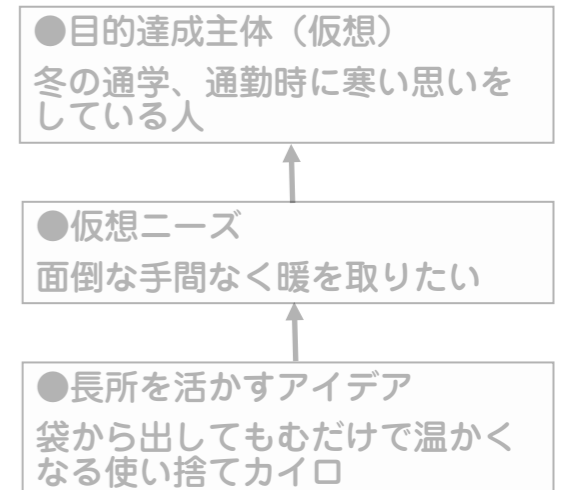 ●目的達成主体（仮想）
冬の通学、通勤時に寒い思いを
している人
●仮想ニーズ
面倒な手間なく暖を取りたい
●長所を活かすアイデア
袋から出してもむだけで温かく
なる使い捨てカイロ